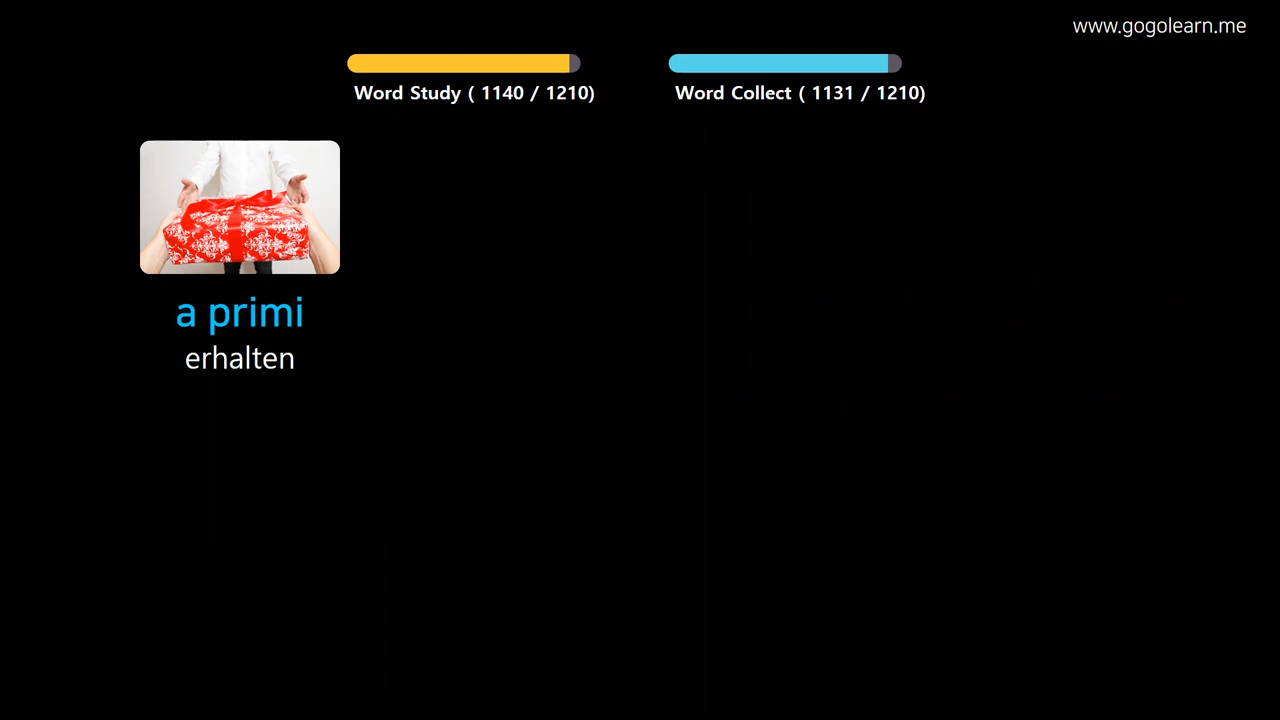 www.gogolearn.me
Word Study ( 1140 / 1210)
Word Collect ( 1131 / 1210)
a primi
erhalten